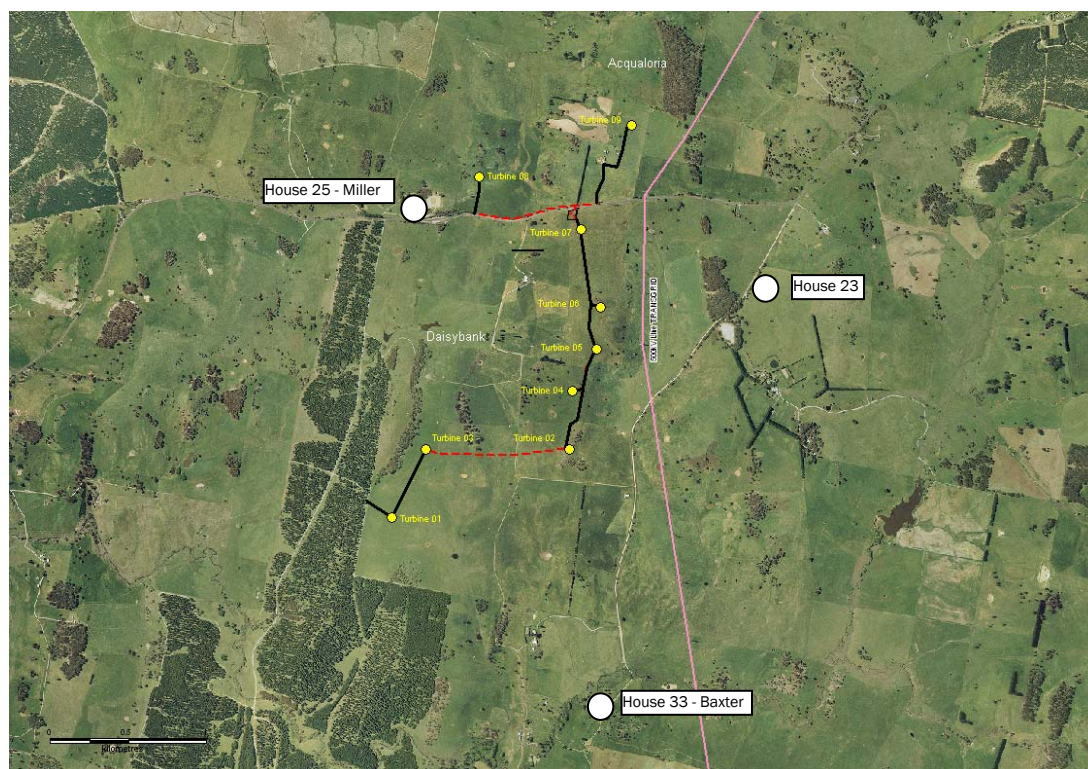 Acqualoria
Turbine 09
Turbine 08
House 25 - Miller
Turbine 07
House 23
Turbine 06
Daisybank
Turbine 05
Turbine 04
Turbine 03
Turbine 02
Turbine 01
House 33 - Baxter
0
kilometres